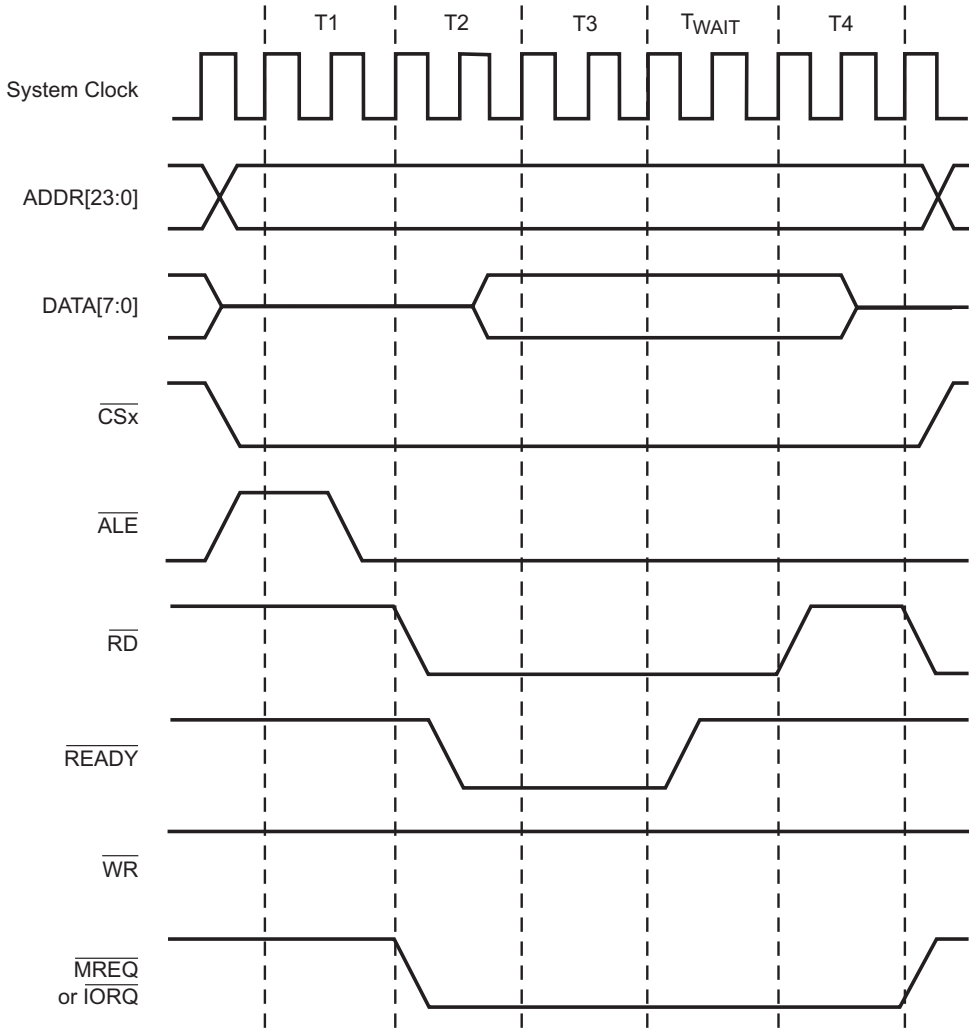 T1 T2 T3 TWAIT T4
System Clock
ADDR[23:0]
DATA[7:0]
CSx
ALE
RD
READY
WR
MREQ
or IORQ